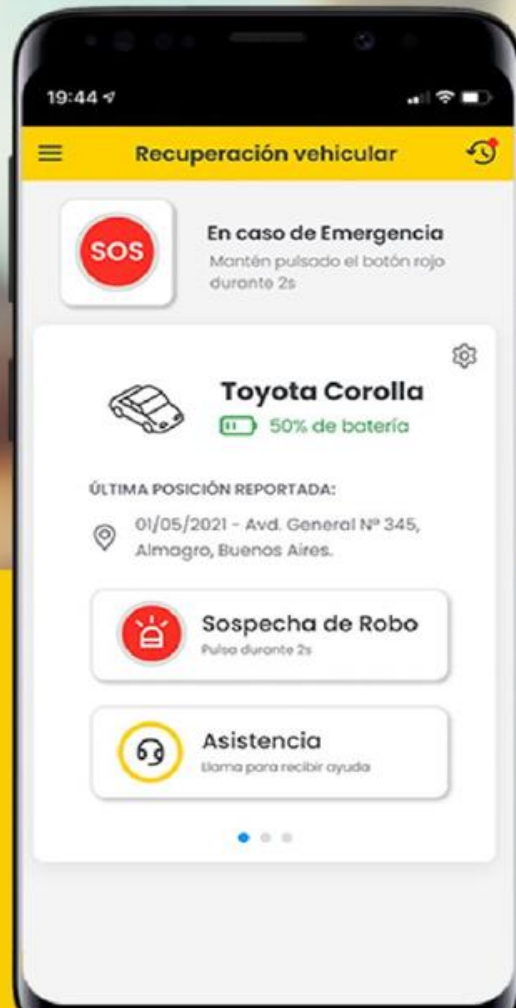 19:44
Recuperación vehicular
SOS
En caso de Emergencia
Mantén pulsado el botón rojo
durante 2s
Toyota Corolla
50% de batería
ÚLTIMA POSICIÓN REPORTADA:
01/05/2021 - Avd. General Nº 345,
Almagro, Buenos Aires.
Sospecha de Robo
Pulsa durante 2s
Asistencia
Llama para recibir ayuda